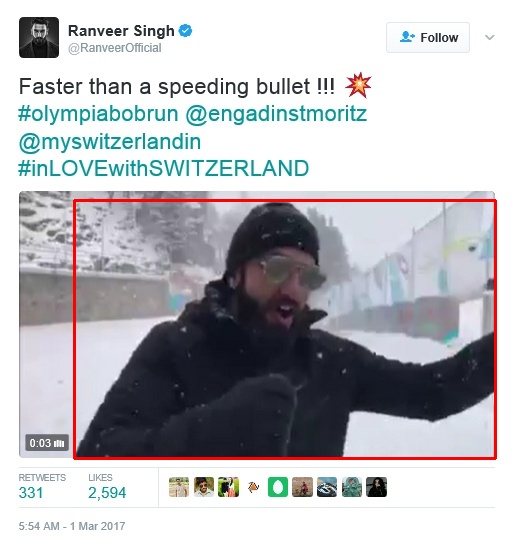 Ranveer Singh
@RanveerOfficial
Follow
Faster than a speeding bullet !!! 💥
#olympiabobrun @engadinstmoritz
@myswitzerlandin
#inLOVEwithSWITZERLAND
0:03
RETWEETS LIKES
331 2,594
5:54 AM - 1 Mar 2017